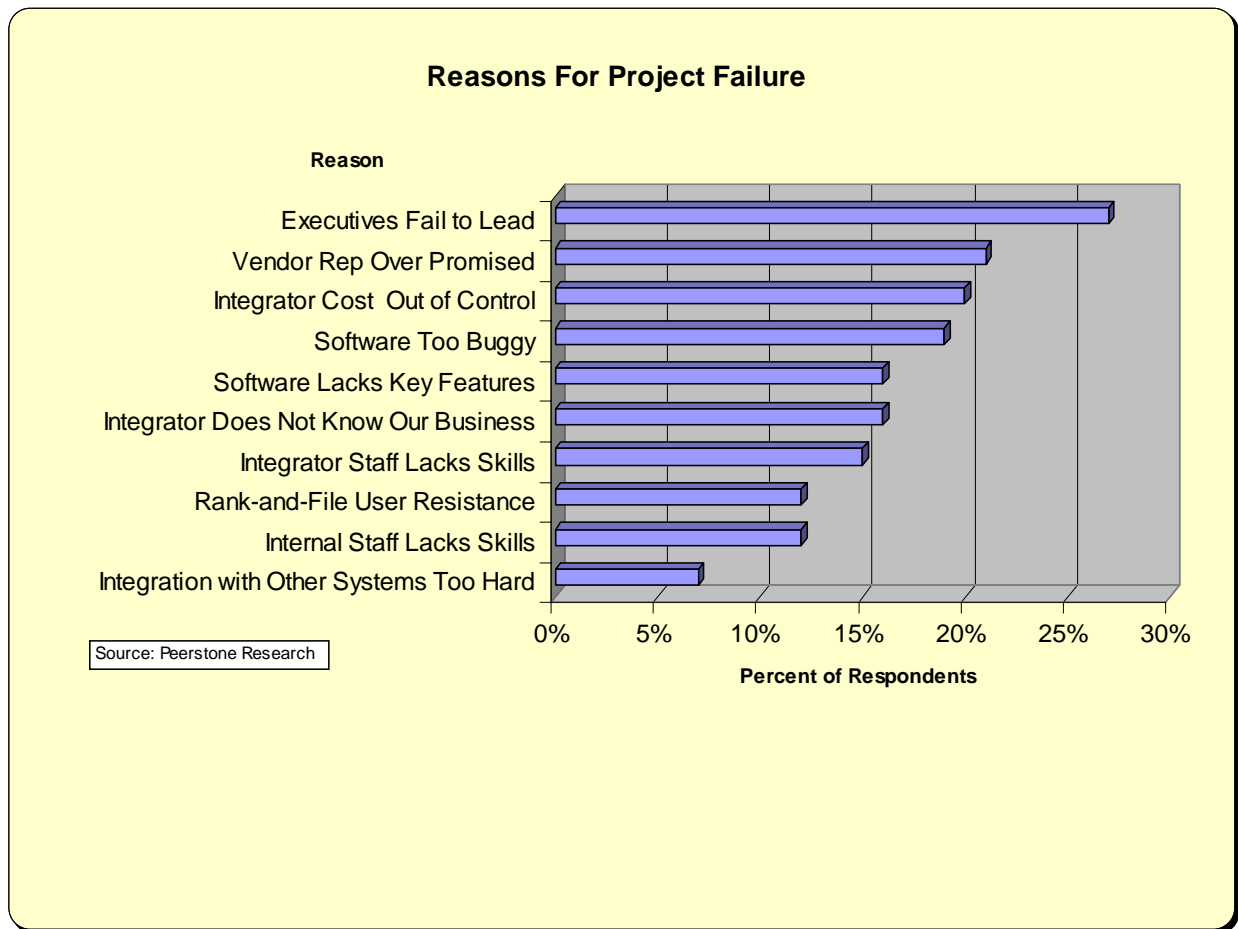 Reasons For Project Failure
Reason
Executives Fail to Lead
Vendor Rep Over Promised
Integrator Cost  Out of Control
Software Too Buggy
Software Lacks Key Features
Integrator Does Not Know Our Business
Integrator Staff Lacks Skills
Rank-and-File User Resistance
Internal Staff Lacks Skills
Integration with Other Systems Too Hard
0% 5% 10% 15% 20% 25% 30%
Source: Peerstone Research
Percent of Respondents